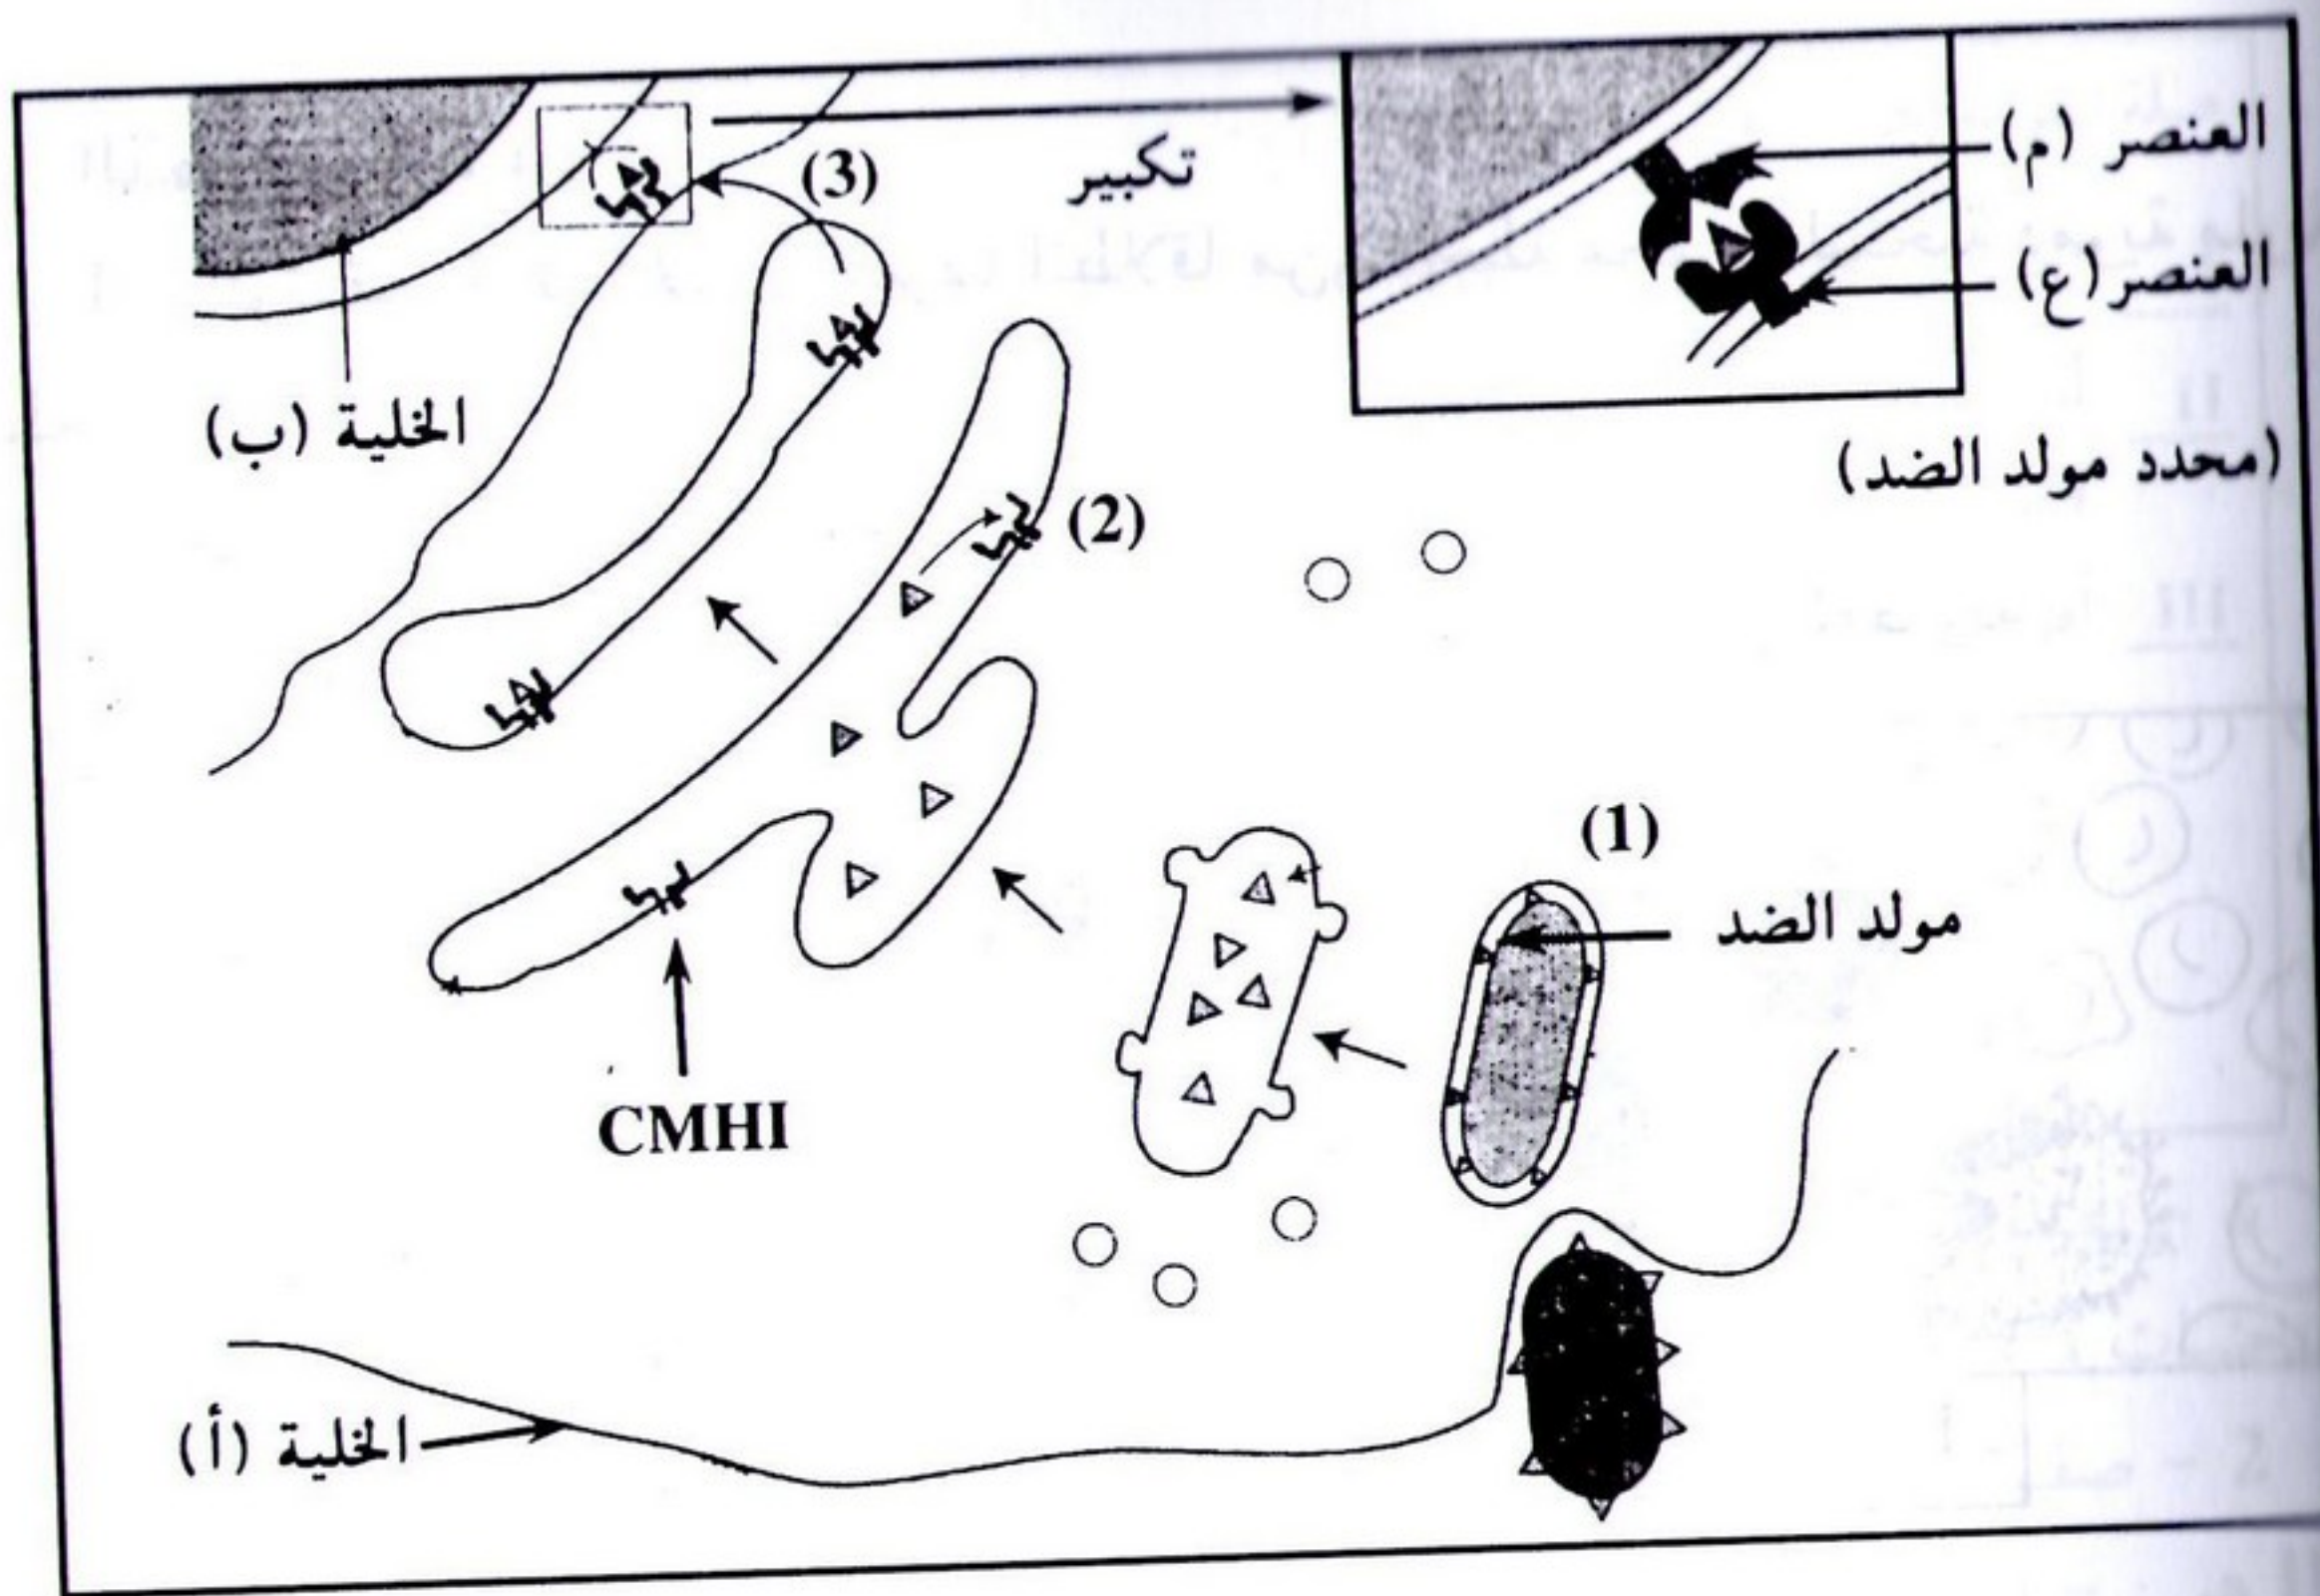 العنصر (م)
(3)
تكبير
العنصر (ع)
الخلية (ب)
(محدد مولد الضد)
(2)
(1)
مولد الضد
CMHI
الخلية (أ)